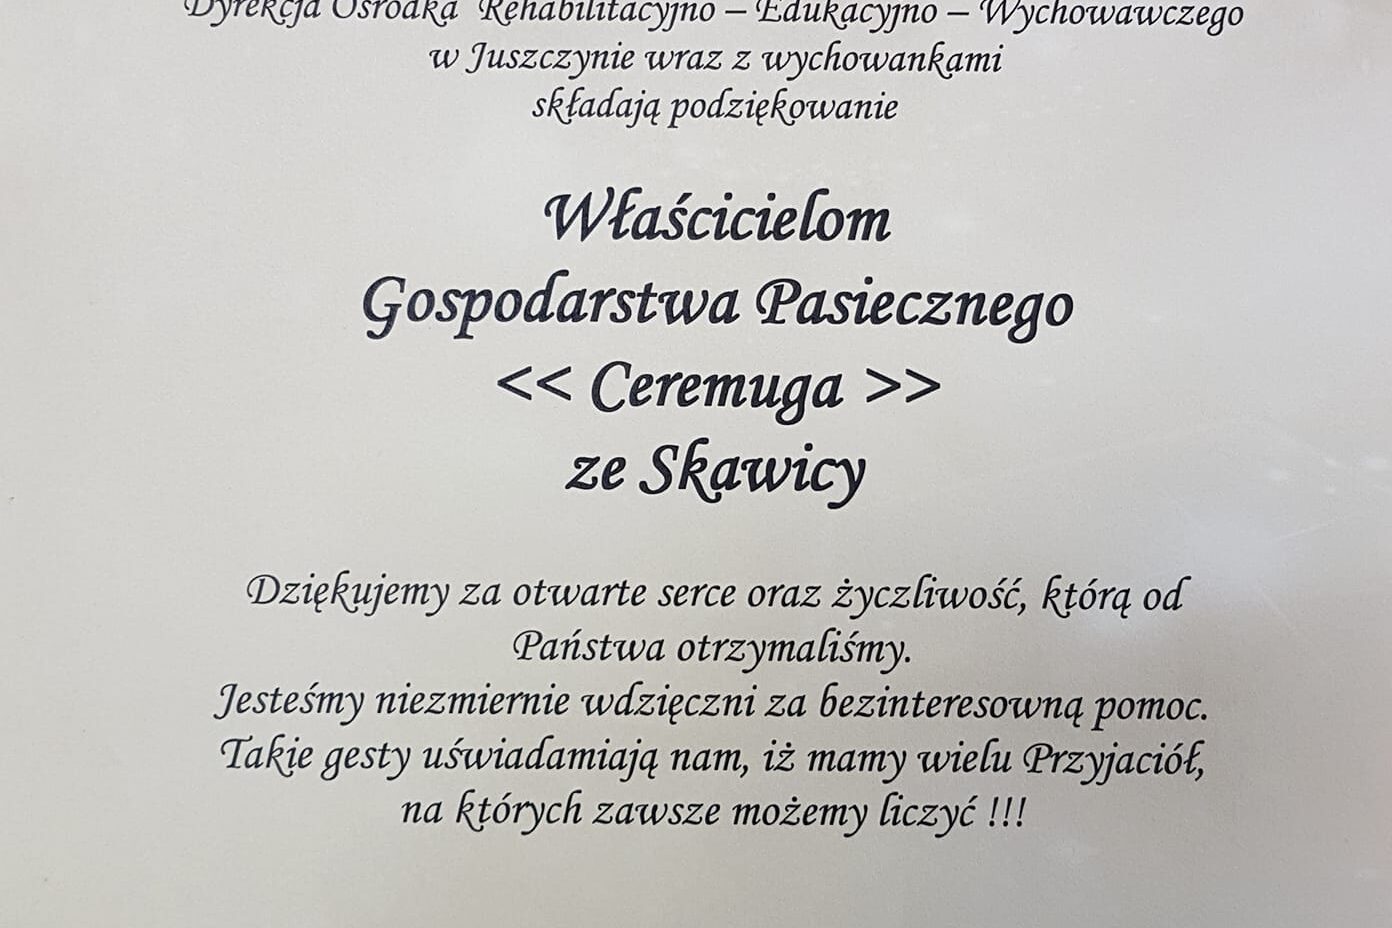 Dyrekcja Ośrodka Rehabilitacyjno – Edukacyjno – Wychowawczego
w Juszczynie wraz z wychowankami
składają podziękowanie
Właścicielom
Gospodarstwa Pasiecznego
<< Ceremuga >>
ze Skawicy
Dziękujemy za otwarte serce oraz życzliwość, którą od
Państwa otrzymaliśmy.
Jesteśmy niezmiernie wdzięczni za bezinteresowną pomoc.
Takie gesty uświadamiają nam, iż mamy wielu Przyjaciół,
na których zawsze możemy liczyć !!!